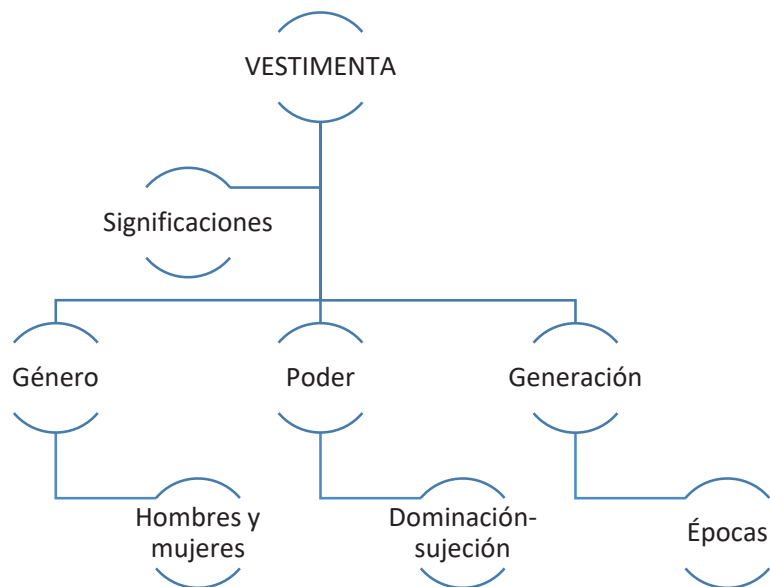 VESTIMENTA
Significaciones
Género
Poder
Generación
Hombres y
mujeres
Dominación-
sujeción
Épocas